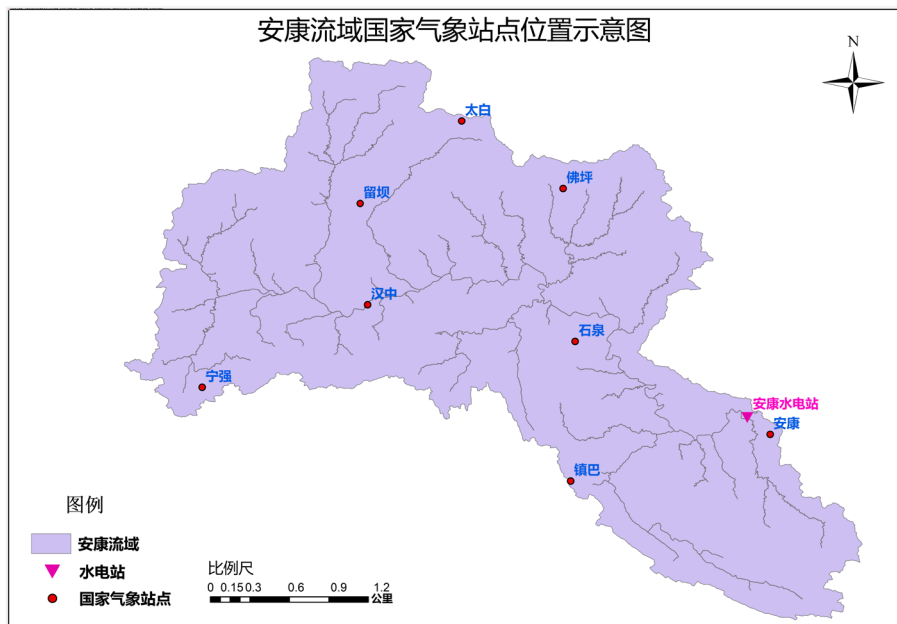 安康流域国家气象站点位置示意图
N
太白
佛坪
留坝
汉中
石泉
宁强
安康水电站
安康
镇巴
图例
安康流域
水电站
国家气象站点
比例尺
0 0.15 0.3 0.6 0.9 1.2
公里